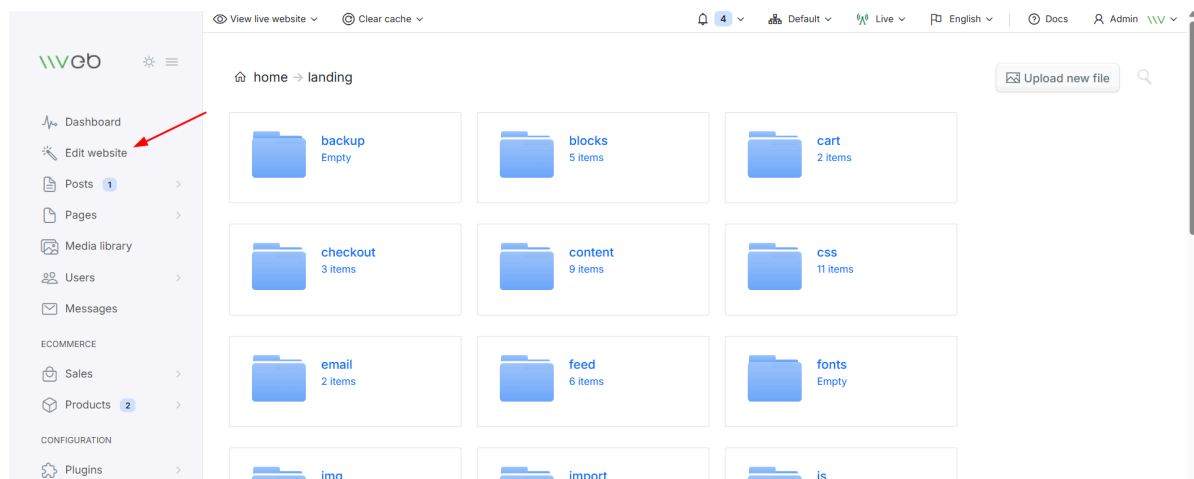 View live website
Clear cache
4
Default
Live
English
Docs
Admin
home → landing
Upload new file
Dashboard
Edit website
Posts 1
Pages
Media library
Users
Messages
ECOMMERCE
Sales
Products 2
CONFIGURATION
Plugins
backup
Empty
blocks
5 items
cart
2 items
checkout
3 items
content
9 items
css
11 items
email
2 items
feed
6 items
fonts
Empty
img
import
js